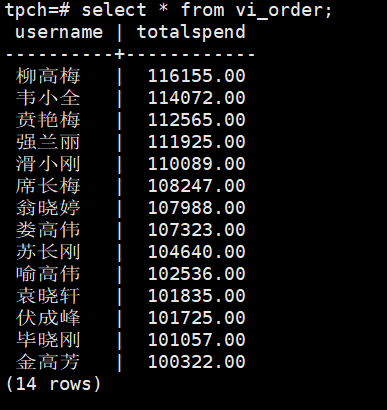 tpch=# select * from vi_order;
username | totalspend
----------+------------
柳高梅 | 116155.00
韦小全 | 114072.00
贲艳梅 | 112565.00
强兰丽 | 111925.00
滑小刚 | 110089.00
席长梅 | 108247.00
翁晓婷 | 107988.00
娄高伟 | 107323.00
苏长刚 | 104640.00
喻高伟 | 102536.00
袁晓轩 | 101835.00
伏成峰 | 101725.00
毕晓刚 | 101057.00
金高芳 | 100322.00
(14 rows)